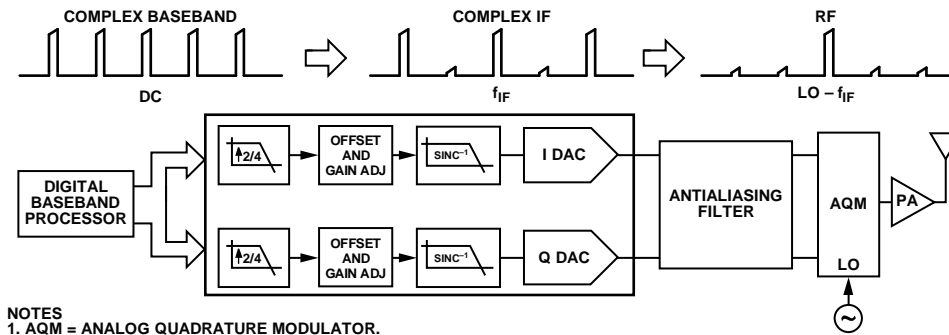 COMPLEX BASEBAND
COMPLEX IF
RF
DC
fIF
LO – fIF
DIGITAL
BASEBAND
PROCESSOR
2/4
OFFSET
AND
GAIN ADJ
SINC–1
I DAC
2/4
OFFSET
AND
GAIN ADJ
SINC–1
Q DAC
ANTIALIASING
FILTER
AQM
LO
PA
NOTES
1. AQM = ANALOG QUADRATURE MODULATOR.